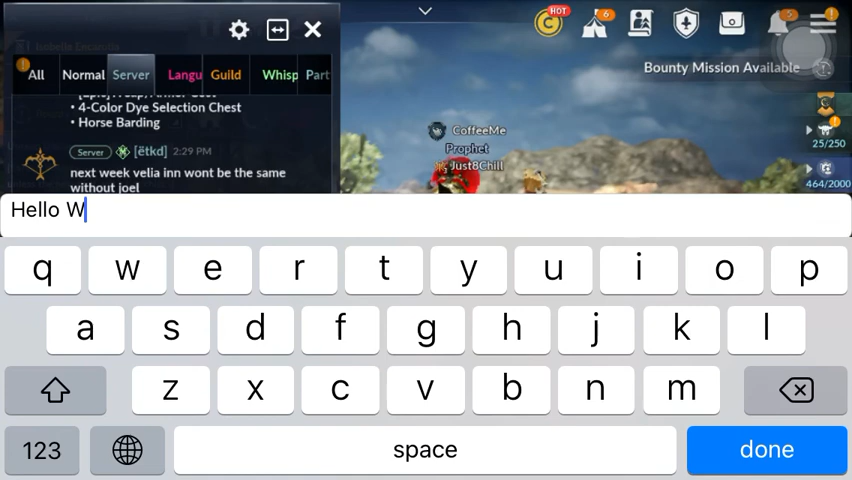 HOT
6
5
All Normal Server Langu Guild Whisp Part
Bounty Mission Available
• 4-Color Dye Selection Chest
• Horse Barding
CoffeeMe
Prophet
Just8Chill
25/250
Server [ëtkd] 2:29 PM
next week velia inn wont be the same
without joel
464/2000
Hello W
q w e r t y u i o p
a s d f g h j k l
z x c v b n m
123 space done